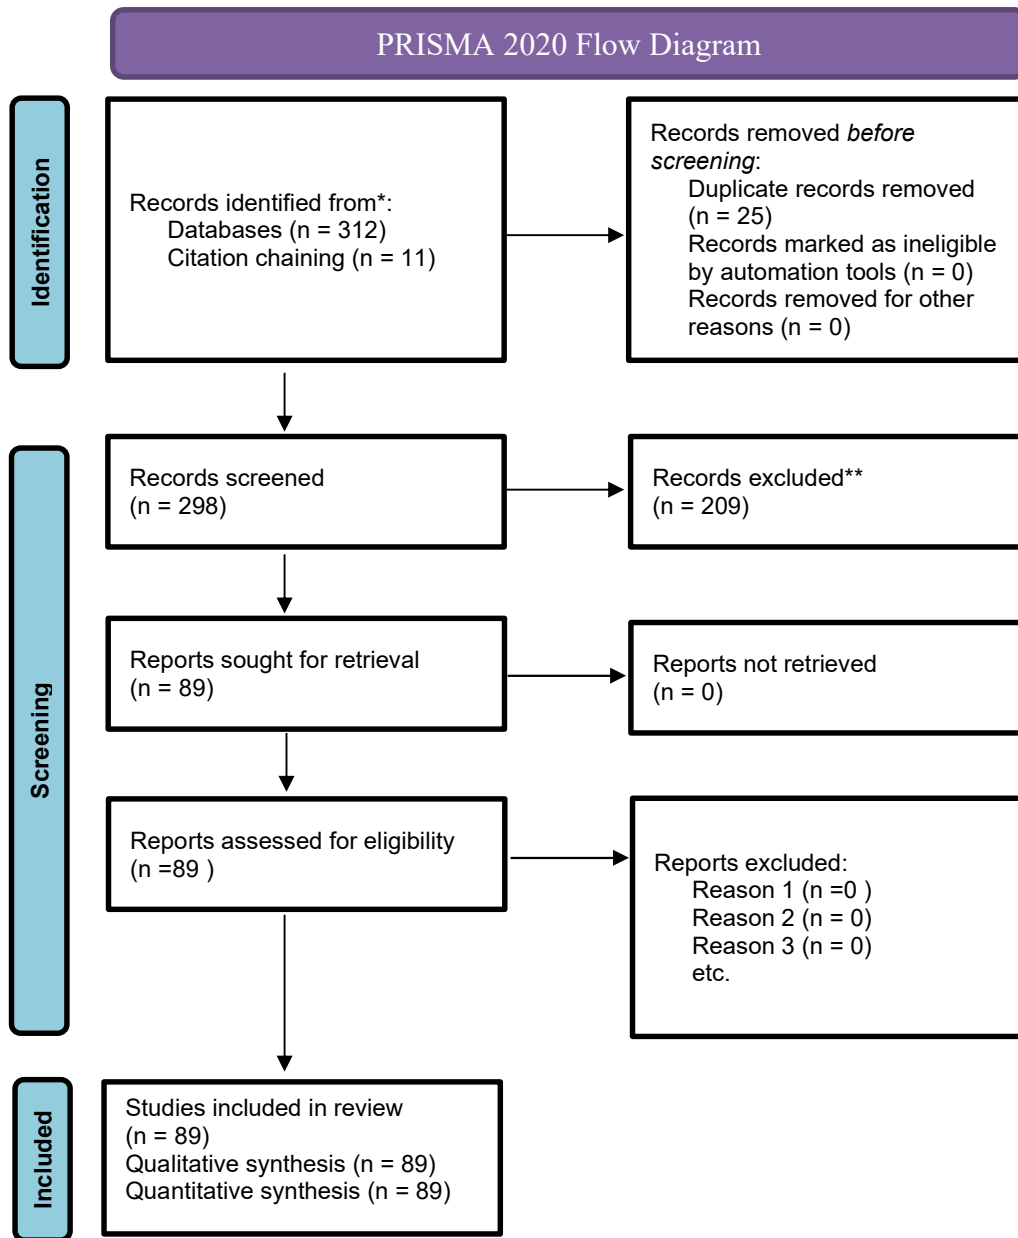 PRISMA 2020 Flow Diagram
Identification
Records identified from*:
Databases (n = 312)
Citation chaining (n = 11)
Records removed before
screening:
Duplicate records removed
(n = 25)
Records marked as ineligible
by automation tools (n = 0)
Records removed for other
reasons (n = 0)
Screening
Records screened
(n = 298)
Records excluded**
(n = 209)
Reports sought for retrieval
(n = 89)
Reports not retrieved
(n = 0)
Reports assessed for eligibility
(n =89 )
Reports excluded:
Reason 1 (n =0 )
Reason 2 (n = 0)
Reason 3 (n = 0)
etc.
Included
Studies included in review
(n = 89)
Qualitative synthesis (n = 89)
Quantitative synthesis (n = 89)